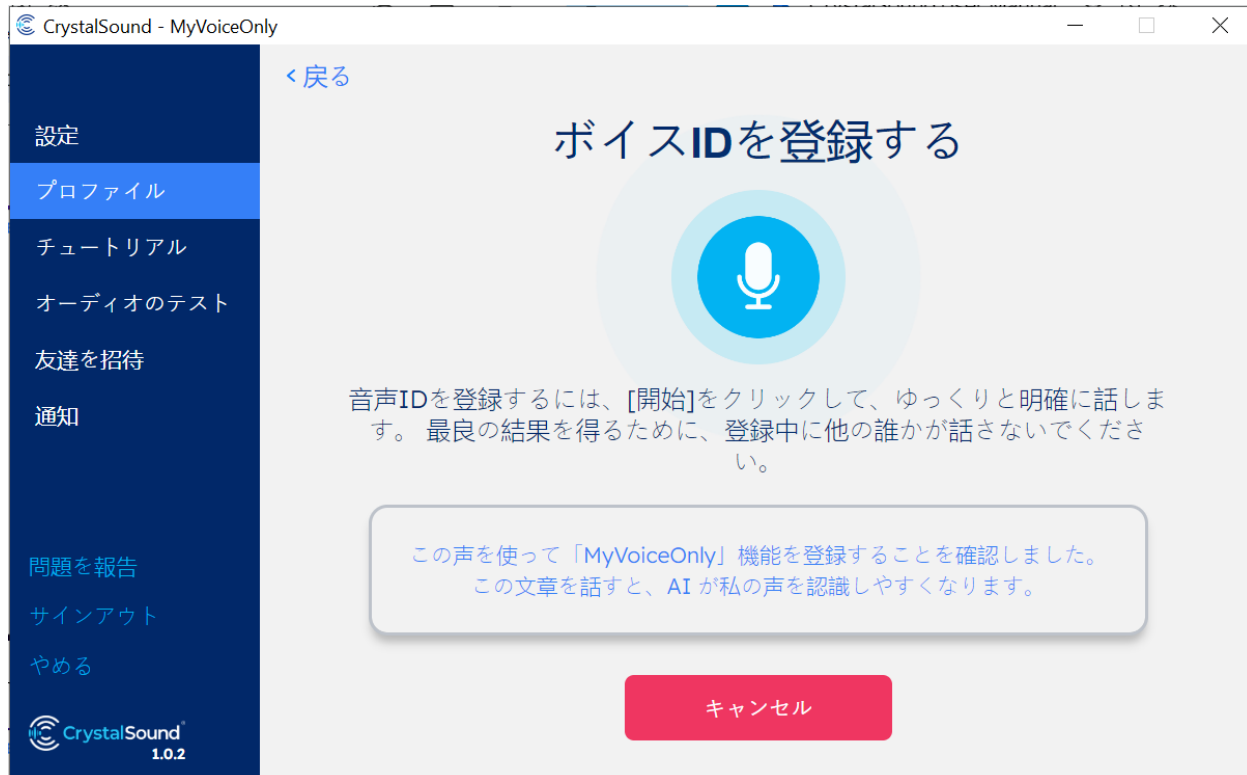 CrystalSound - MyVoiceOnly
設定
プロファイル
チュートリアル
オーディオのテスト
友達を招待
通知
問題を報告
サインアウト
やめる
CrystalSound®
1.0.2
<戻る
ボイスIDを登録する
音声IDを登録するには、[開始]をクリックして、ゆっくりと明確に話しま
す。 最良の結果を得るために、登録中に他の誰かが話さないでくださ
い。
この声を使って「MyVoiceOnly」機能を登録することを確認しました。
この文章を話すと、AI が私の声を認識しやすくなります。
キャンセル